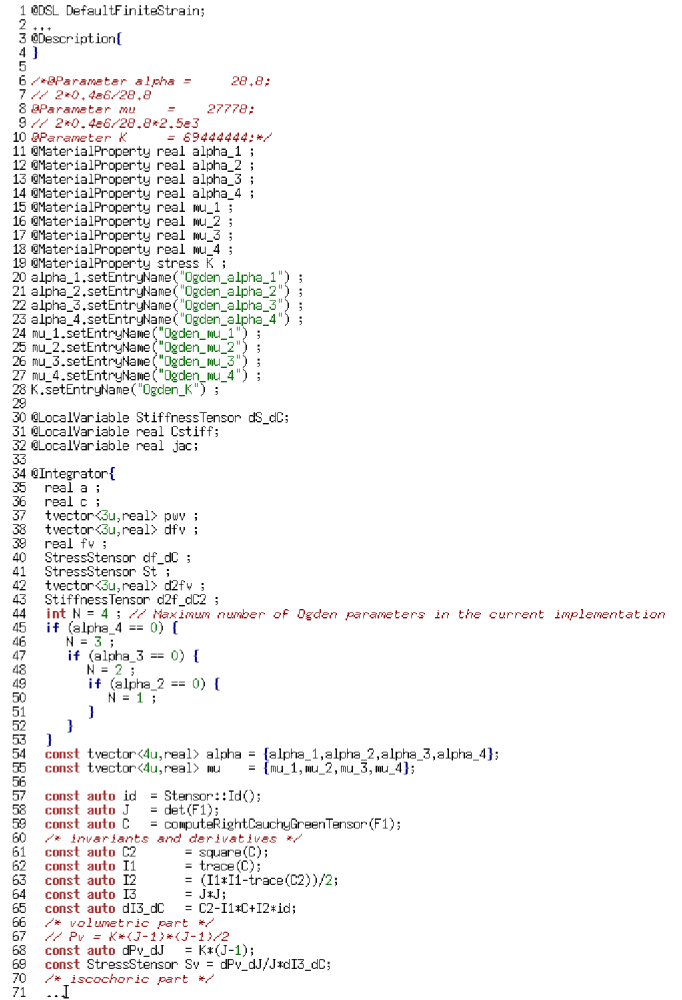 1 @DSL DefaultFiniteStrain;
2 ...
3 @Description{
4 }
5
6 /*@Parameter alpha =     28.8;
7 // 2*0.4e6/28.8
8 @Parameter mu    =    27778;
9 // 2*0.4e6/28.8*2.5e3
10 @Parameter K     = 69444444;*/
11 @MaterialProperty real alpha_1 ;
12 @MaterialProperty real alpha_2 ;
13 @MaterialProperty real alpha_3 ;
14 @MaterialProperty real alpha_4 ;
15 @MaterialProperty real mu_1 ;
16 @MaterialProperty real mu_2 ;
17 @MaterialProperty real mu_3 ;
18 @MaterialProperty real mu_4 ;
19 @MaterialProperty stress K ;
20 alpha_1.setEntryName("Ogden_alpha_1") ;
21 alpha_2.setEntryName("Ogden_alpha_2") ;
22 alpha_3.setEntryName("Ogden_alpha_3") ;
23 alpha_4.setEntryName("Ogden_alpha_4") ;
24 mu_1.setEntryName("Ogden_mu_1") ;
25 mu_2.setEntryName("Ogden_mu_2") ;
26 mu_3.setEntryName("Ogden_mu_3") ;
27 mu_4.setEntryName("Ogden_mu_4") ;
28 K.setEntryName("Ogden_K") ;
29
30 @LocalVariable StiffnessTensor dS_dC;
31 @LocalVariable real Cstiff;
32 @LocalVariable real jac;
33
34 @Integrator{
35   real a ;
36   real c ;
37   tvector<3u,real> pwv ;
38   tvector<3u,real> dfv ;
39   real fv ;
40   StressStensor df_dC ;
41   StressStensor St ;
42   tvector<3u,real> d2fv ;
43   StiffnessTensor d2f_dC2 ;
44   int N = 4 ; // Maximum number of Ogden parameters in the current implementation
45   if (alpha_4 == 0) {
46      N = 3 ;
47      if (alpha_3 == 0) {
48         N = 2 ;
49         if (alpha_2 == 0) {
50            N = 1 ;
51         }
52      }
53   }
54   const tvector<4u,real> alpha = {alpha_1,alpha_2,alpha_3,alpha_4};
55   const tvector<4u,real> mu    = {mu_1,mu_2,mu_3,mu_4};
56
57   const auto id  = Stensor::Id();
58   const auto J   = det(F1);
59   const auto C   = computeRightCauchyGreenTensor(F1);
60   /* invariants and derivatives */
61   const auto C2       = square(C);
62   const auto I1       = trace(C);
63   const auto I2       = (I1*I1-trace(C2))/2;
64   const auto I3       = J*J;
65   const auto dI3_dC   = C2-I1*C+I2*id;
66   /* volumetric part */
67   // Pv = K*(J-1)*(J-1)/2
68   const auto dPv_dJ   = K*(J-1);
69   const StressStensor Sv = dPv_dJ/J*dI3_dC;
70   /* iscochoric part */
71   ...